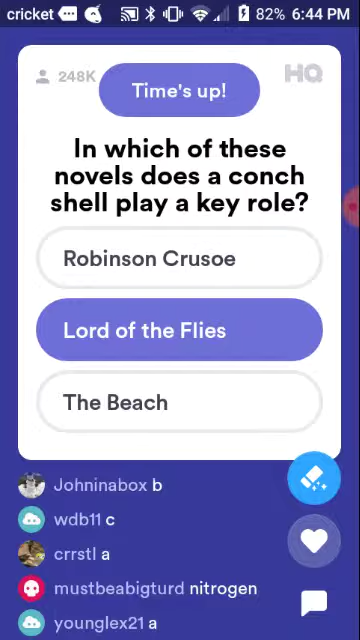 cricket 82% 6:44 PM
248K
Time's up!
HQ
In which of these
novels does a conch
shell play a key role?
Robinson Crusoe
Lord of the Flies
The Beach
Johninabox b
wdb11 c
crrstl a
mustbeabigturd nitrogen
younglex21 a